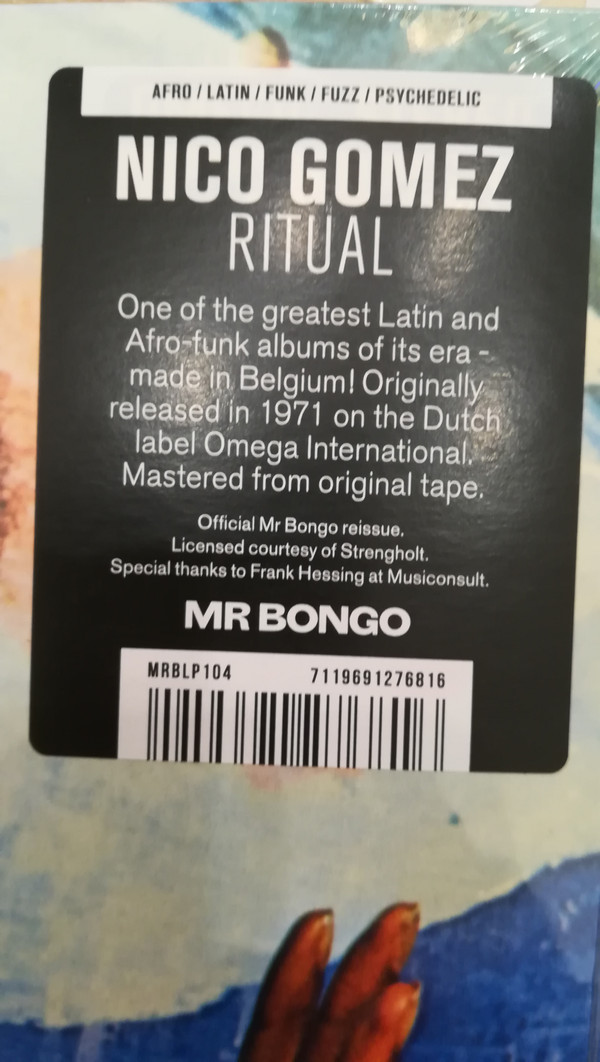 AFRO / LATIN / FUNK / FUZZ / PSYCHEDELIC
NICO GOMEZ
RITUAL
One of the greatest Latin and
Afro-funk albums of its era -
made in Belgium! Originally
released in 1971 on the Dutch
label Omega International.
Mastered from original tape.
Official Mr Bongo reissue.
Licensed courtesy of Strengholt.
Special thanks to Frank Hessing at Musiconsult.
MR BONGO
MRBLP104 7119691276816